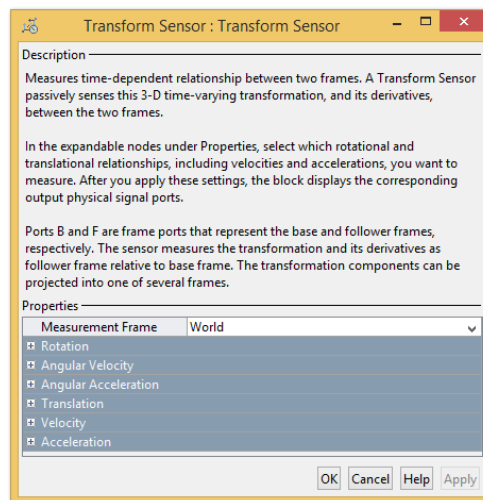 Transform Sensor : Transform Sensor
Description
Measures time-dependent relationship between two frames. A Transform Sensor
passively senses this 3-D time-varying transformation, and its derivatives,
between the two frames.
In the expandable nodes under Properties, select which rotational and
translational relationships, including velocities and accelerations, you want to
measure. After you apply these settings, the block displays the corresponding
output physical signal ports.
Ports B and F are frame ports that represent the base and follower frames,
respectively. The sensor measures the transformation and its derivatives as
follower frame relative to base frame. The transformation components can be
projected into one of several frames.
Properties
Measurement Frame World
Rotation
Angular Velocity
Angular Acceleration
Translation
Velocity
Acceleration
OK Cancel Help Apply